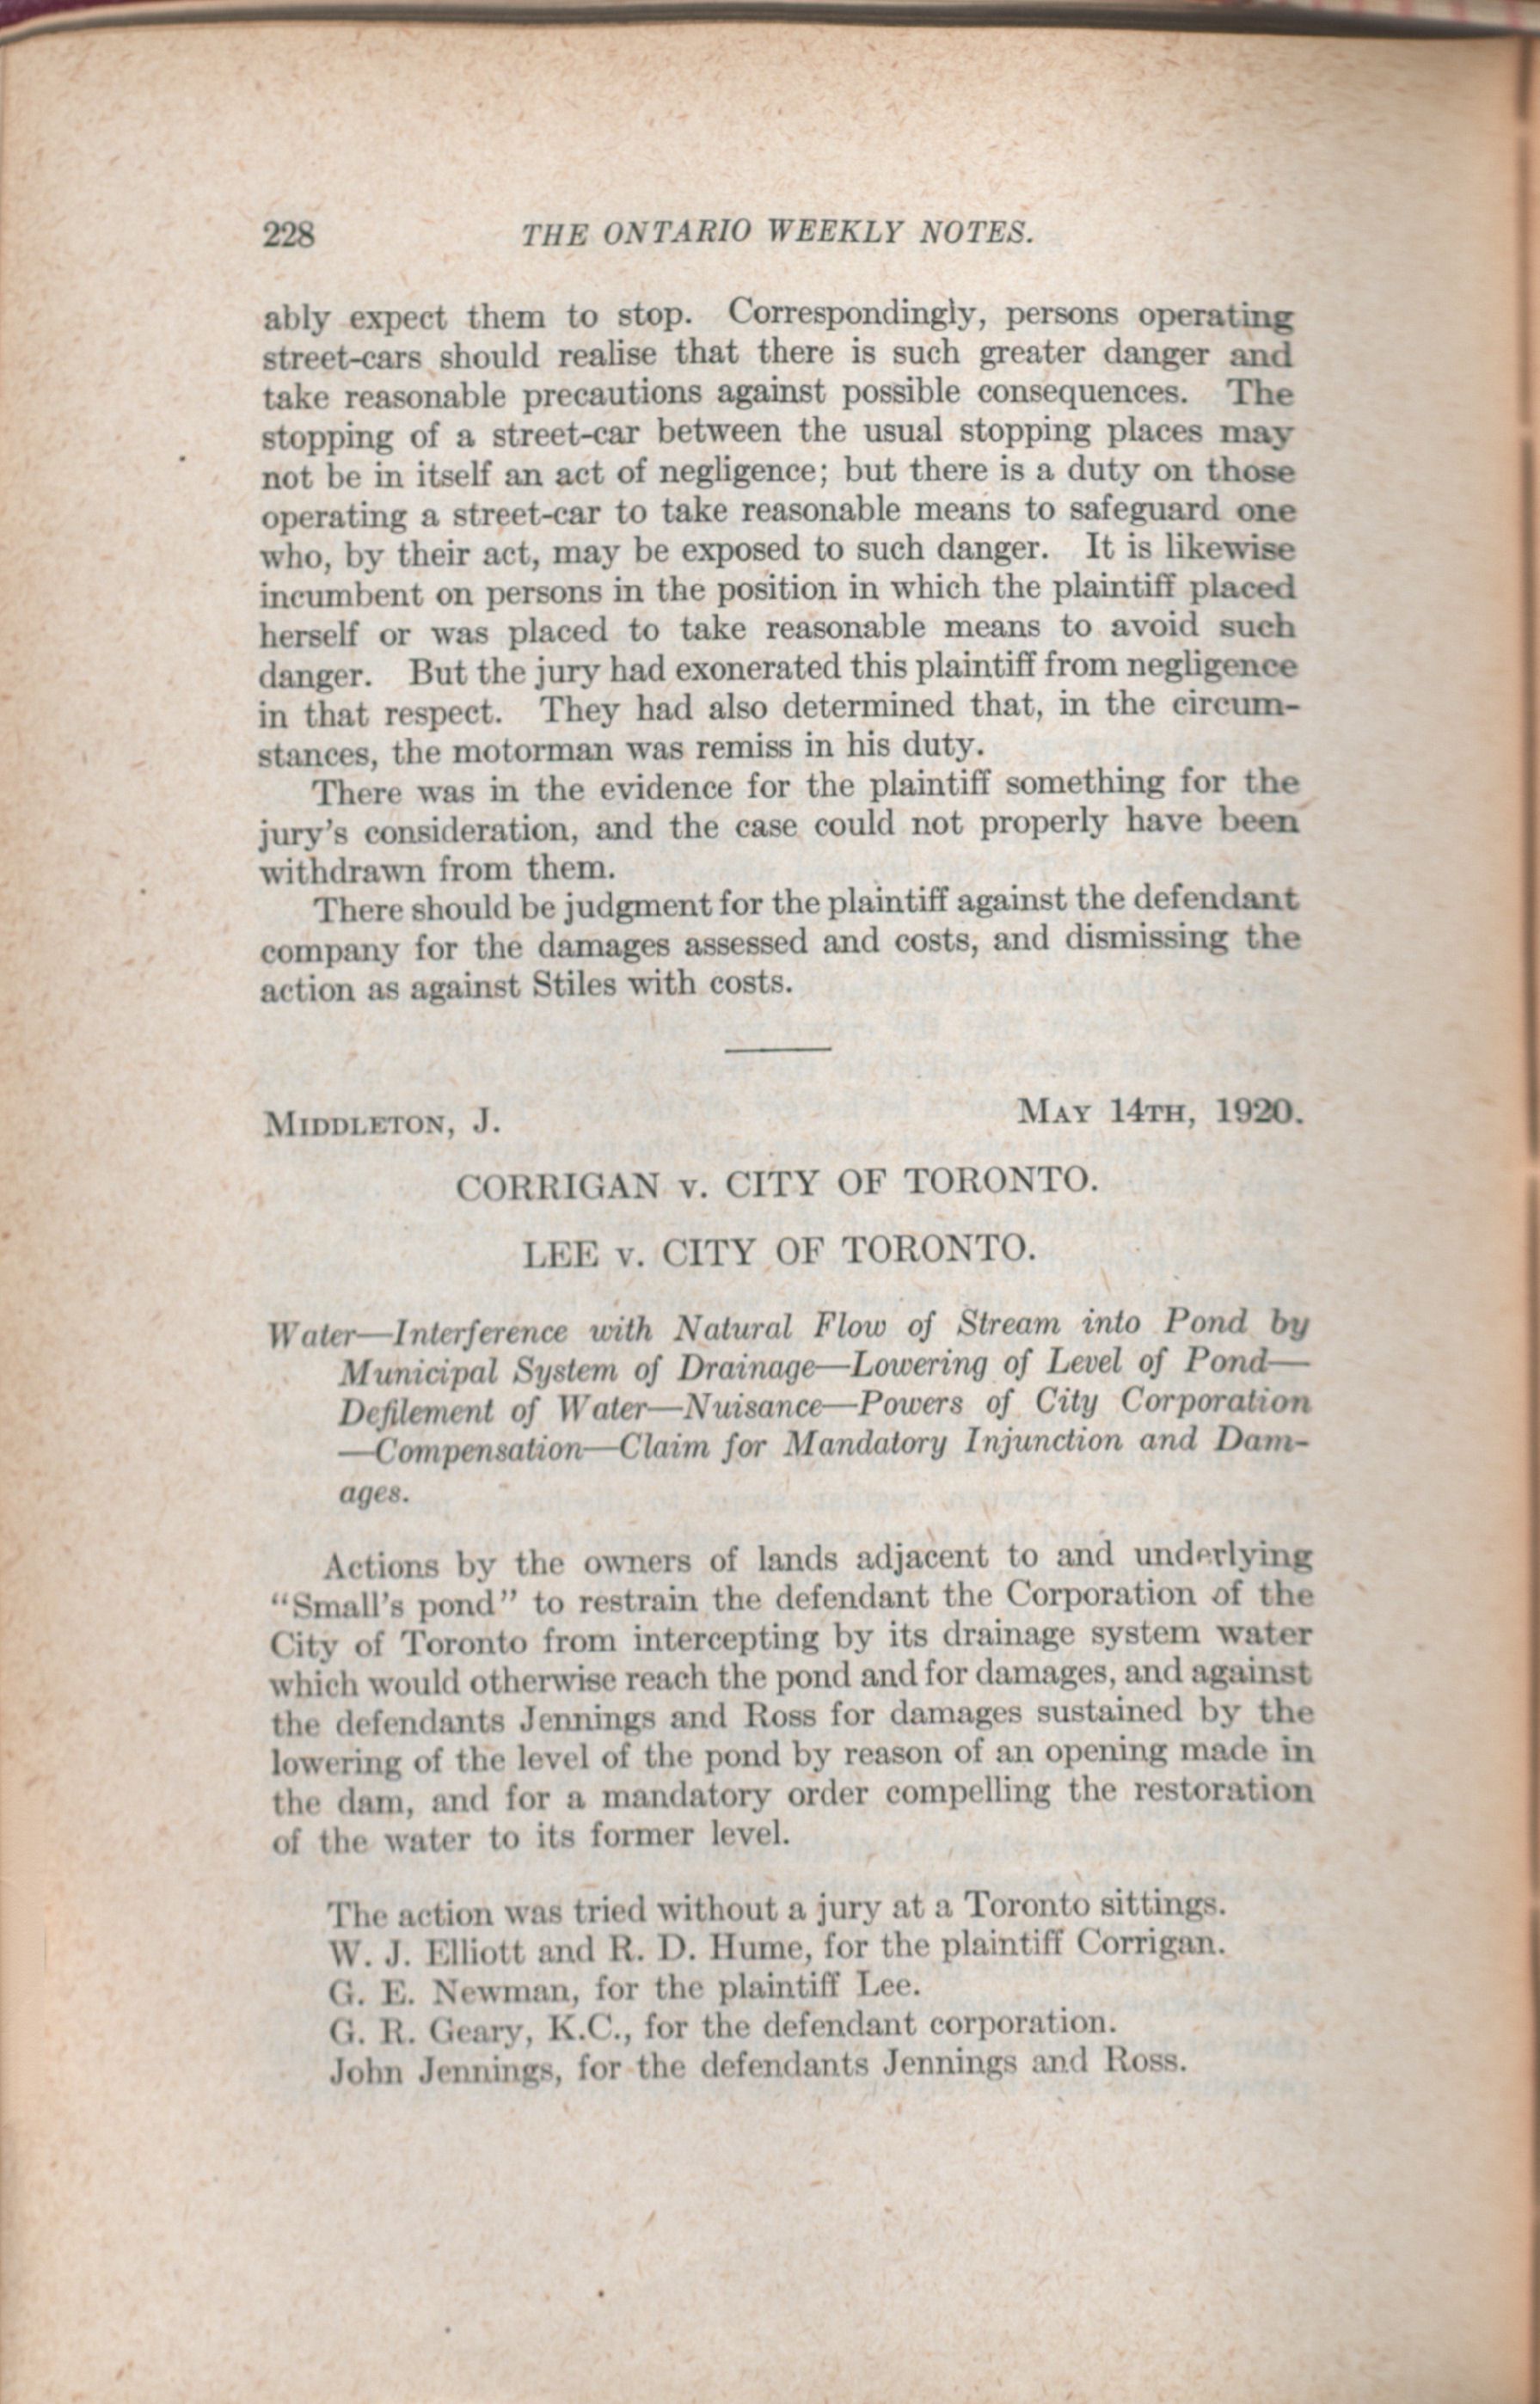 228 THE ONTARIO WEEKLY NOTES.
ably expect them to stop. Correspondingly, persons operating
street-cars should realise that there is such greater danger and
take reasonable precautions against possible consequences. The
stopping of a street-car between the usual stopping places may
not be in itself an act of negligence; but there is a duty on those
operating a street-car to take reasonable means to safeguard one
who, by their act, may be exposed to such danger. It is likewise
incumbent on persons in the position in which the plaintiff placed
herself or was placed to take reasonable means to avoid such
danger. But the jury had exonerated this plaintiff from negligence
in that respect. They had also determined that, in the circum-
stances, the motorman was remiss in his duty.
There was in the evidence for the plaintiff something for the
jury's consideration, and the case could not properly have been
withdrawn from them.
There should be judgment for the plaintiff against the defendant
company for the damages assessed and costs, and dismissing the
action as against Stiles with costs.
MIDDLETON, J. MAY 14TH, 1920.
CORRIGAN v. CITY OF TORONTO.
LEE v. CITY OF TORONTO.
Water—Interference with Natural Flow of Stream into Pond by
Municipal System of Drainage—Lowering of Level of Pond—
Defilement of Water—Nuisance—Powers of City Corporation
—Compensation—Claim for Mandatory Injunction and Dam-
ages.
Actions by the owners of lands adjacent to and underlying
"Small's pond" to restrain the defendant the Corporation of the
City of Toronto from intercepting by its drainage system water
which would otherwise reach the pond and for damages, and against
the defendants Jennings and Ross for damages sustained by the
lowering of the level of the pond by reason of an opening made in
the dam, and for a mandatory order compelling the restoration
of the water to its former level.
The action was tried without a jury at a Toronto sittings.
W. J. Elliott and R. D. Hume, for the plaintiff Corrigan.
G. E. Newman, for the plaintiff Lee.
G. R. Geary, K.C., for the defendant corporation.
John Jennings, for the defendants Jennings and Ross.